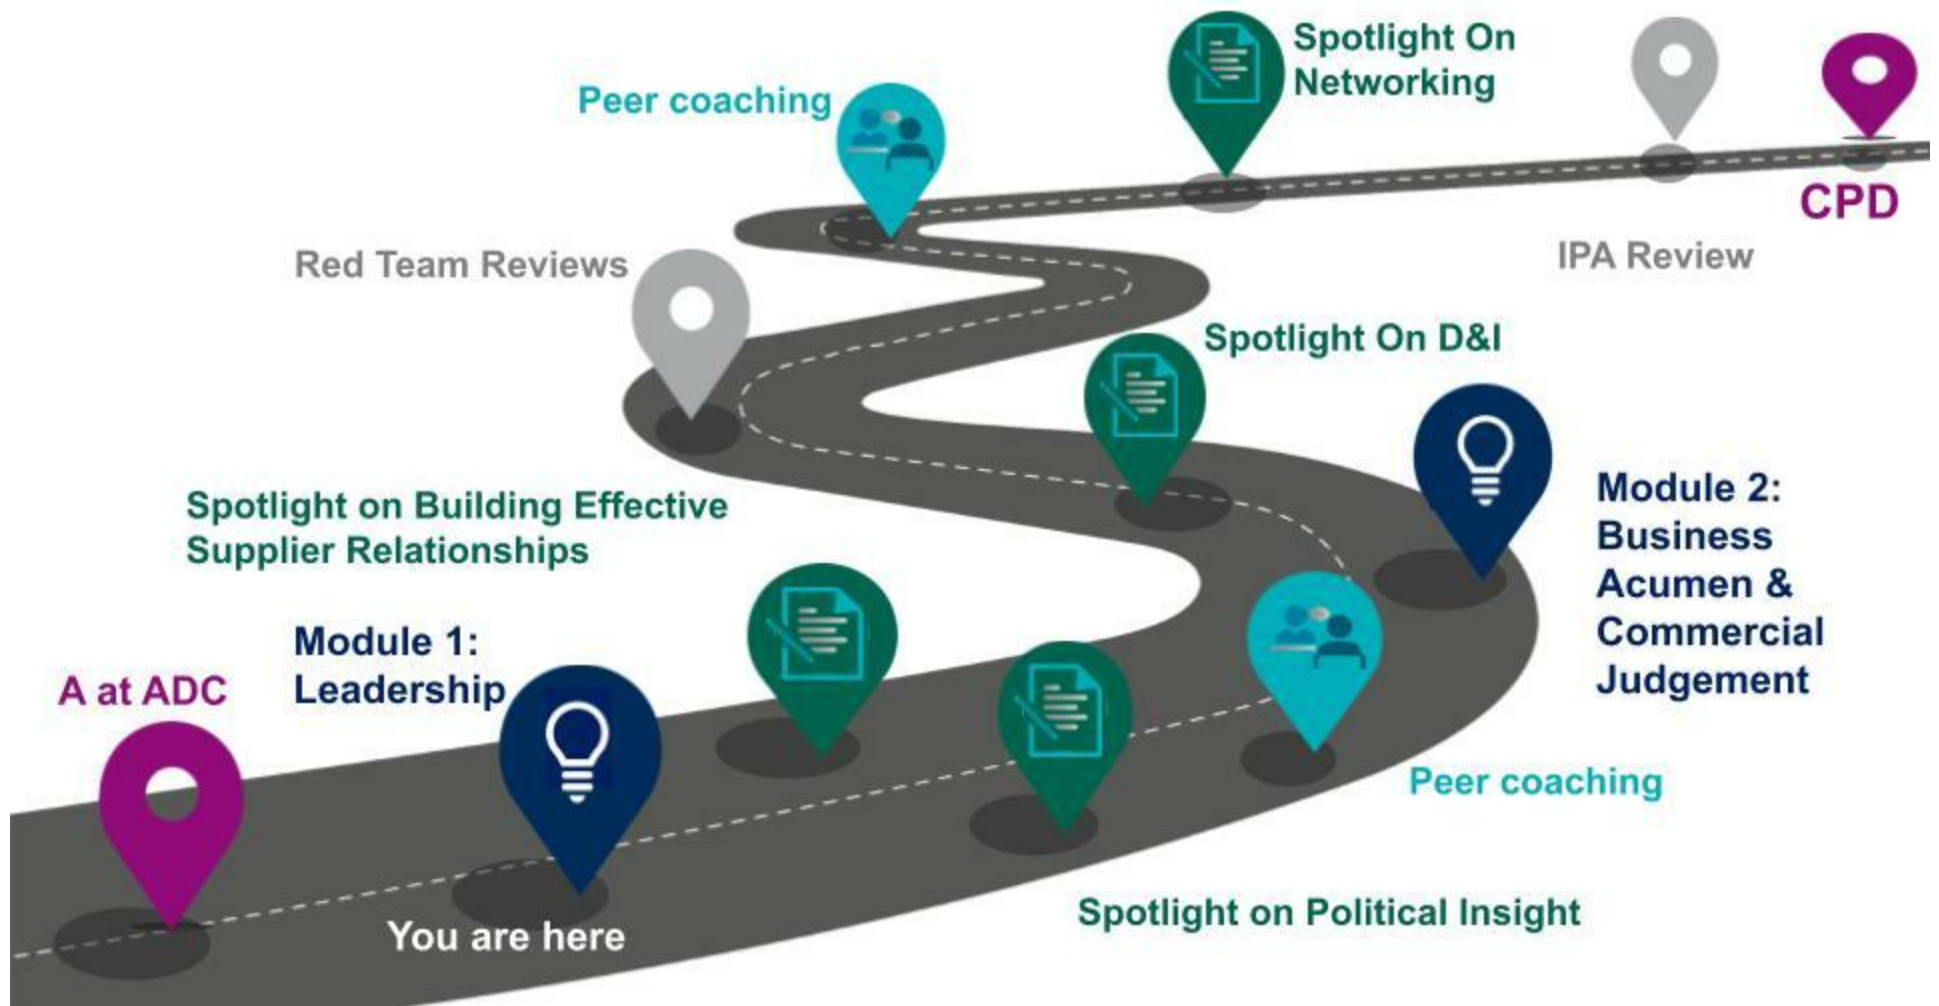 Spotlight On
Networking
Peer coaching
CPD
Red Team Reviews
IPA Review
Spotlight On D&I
Spotlight on Building Effective
Supplier Relationships
Module 2:
Business
Acumen &
Commercial
Judgement
Module 1:
Leadership
A at ADC
Peer coaching
Spotlight on Political Insight
You are here